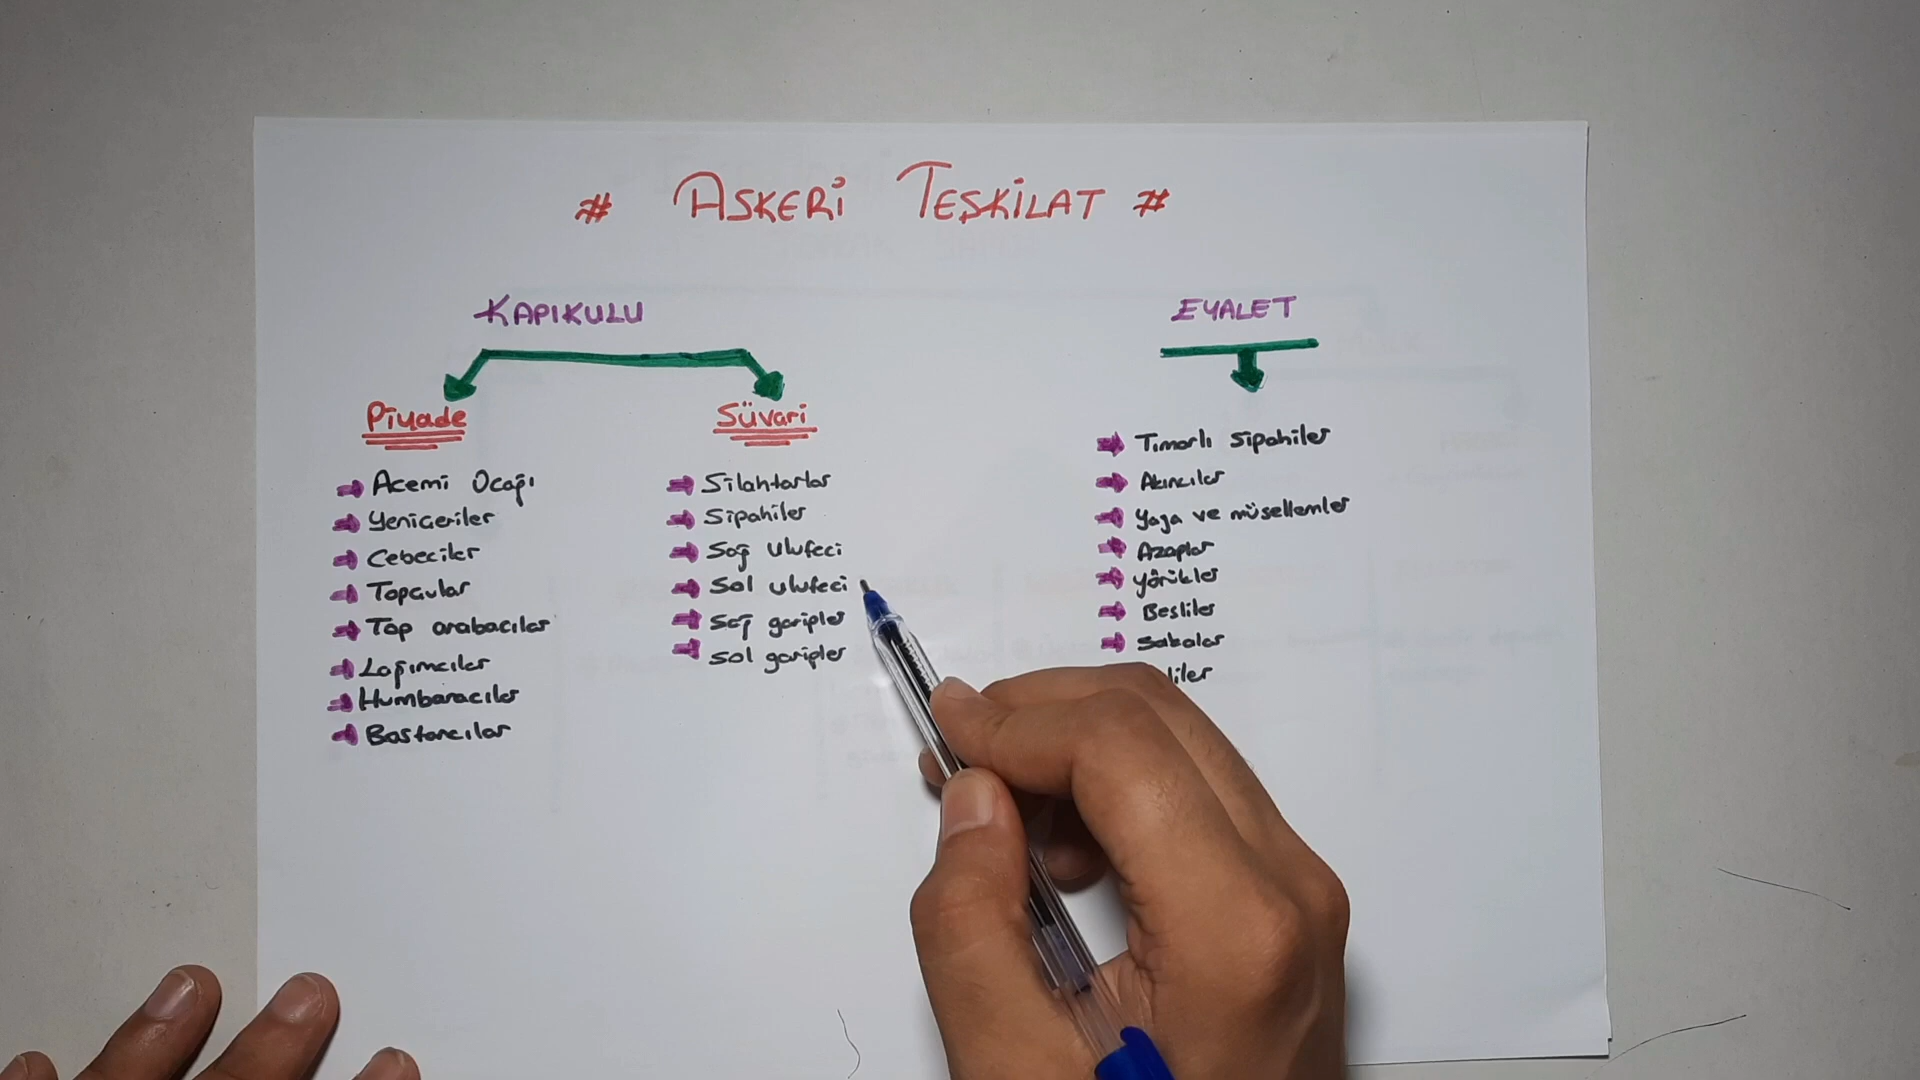 # ASKERİ TEŞKİLAT #
KAPIKULU
Piyade
Acemi Ocağı
Yeniçeriler
Cebeciler
Topçular
Top arabacılar
Lağımcılar
Humbaracılar
Bostancılar
Süvari
Silahtarlar
Sipahiler
Sağ ulufeci
Sol ulufeci
Sağ garipler
Sol garipler
EYALET
Tımarlı Sipahiler
Akıncılar
Yaya ve müsellemler
Azaplar
Yörükler
Beşliler
Sakalar
liler